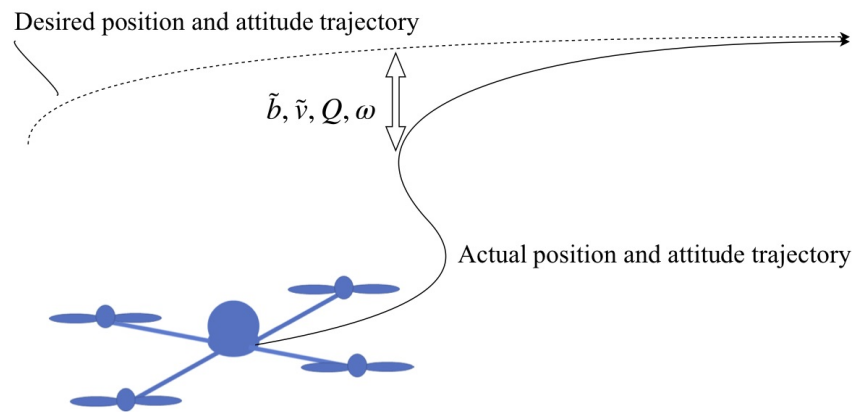 Desired position and attitude trajectory
b̃, ṽ, Q, ω
Actual position and attitude trajectory